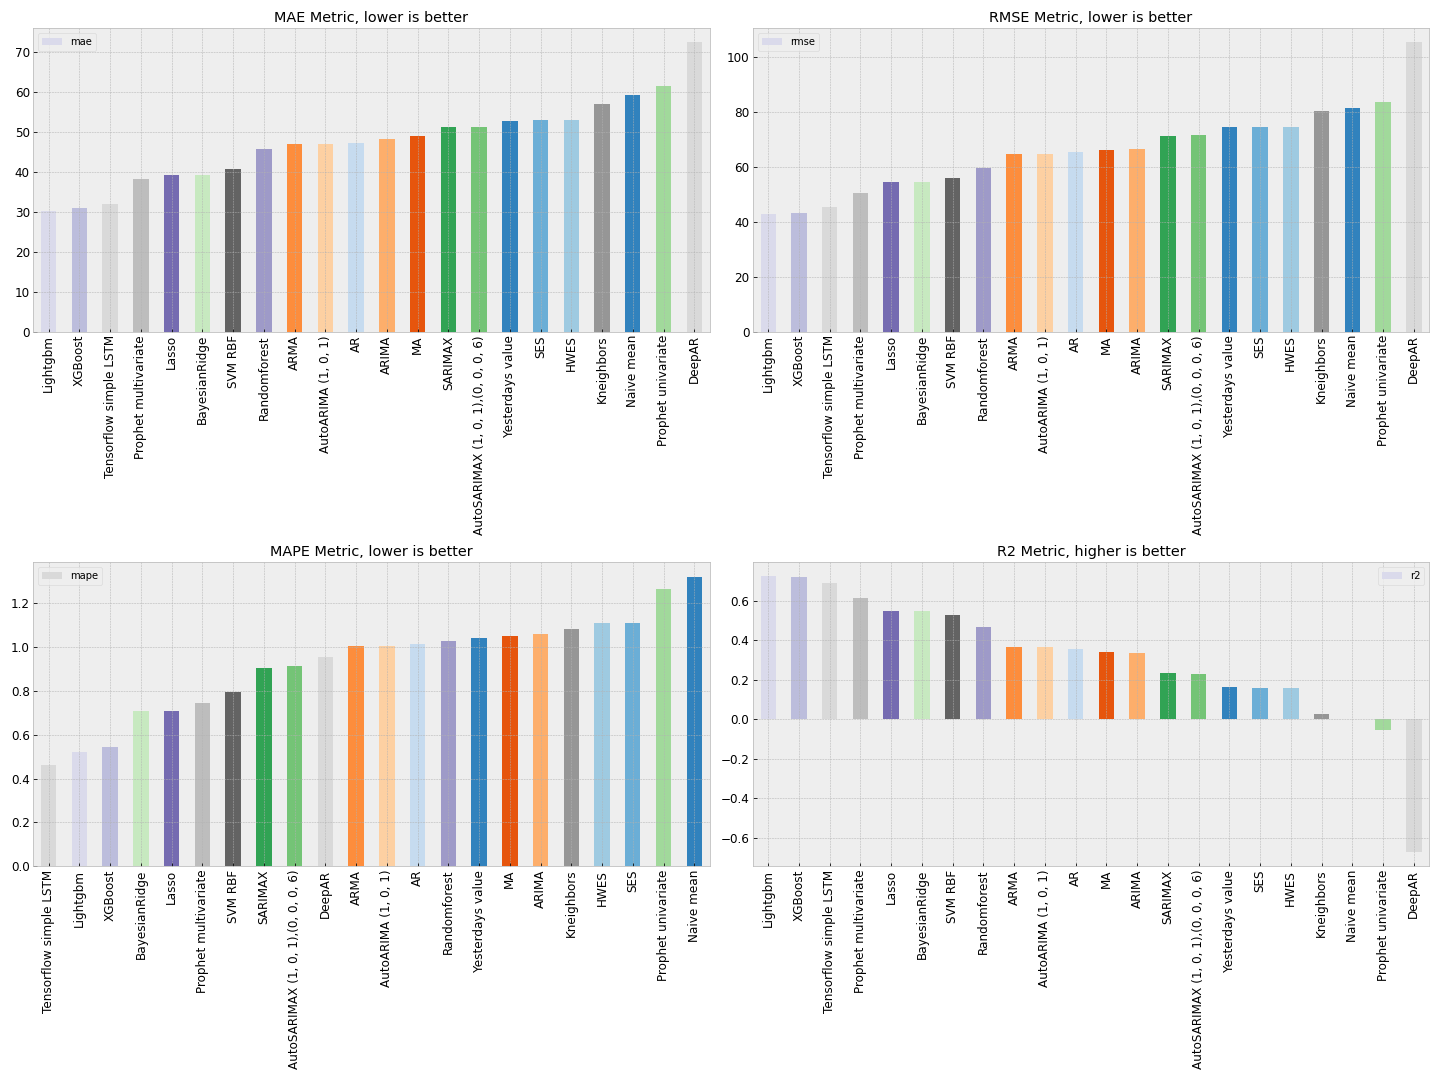 MAE Metric, lower is better
mae
70
60
50
40
30
20
10
0
Lightgbm
XGBoost
Tensorflow simple LSTM
Prophet multivariate
Lasso
BayesianRidge
SVM RBF
Randomforest
ARMA
AutoARIMA (1, 0, 1)
AR
ARIMA
MA
SARIMAX
AutoSARIMAX (1, 0, 1),(0, 0, 0, 6)
Yesterdays value
SES
HWES
Kneighbors
Naive mean
Prophet univariate
DeepAR
RMSE Metric, lower is better
rmse
100
80
60
40
20
0
Lightgbm
XGBoost
Tensorflow simple LSTM
Prophet multivariate
Lasso
BayesianRidge
SVM RBF
Randomforest
ARMA
AutoARIMA (1, 0, 1)
AR
MA
ARIMA
SARIMAX
AutoSARIMAX (1, 0, 1),(0, 0, 0, 6)
Yesterdays value
SES
HWES
Kneighbors
Naive mean
Prophet univariate
DeepAR
MAPE Metric, lower is better
mape
1.2
1.0
0.8
0.6
0.4
0.2
0.0
Tensorflow simple LSTM
Lightgbm
XGBoost
BayesianRidge
Lasso
Prophet multivariate
SVM RBF
SARIMAX
AutoSARIMAX (1, 0, 1),(0, 0, 0, 6)
DeepAR
ARMA
AutoARIMA (1, 0, 1)
AR
Randomforest
Yesterdays value
MA
ARIMA
Kneighbors
HWES
SES
Prophet univariate
Naive mean
R2 Metric, higher is better
r2
0.6
0.4
0.2
0.0
−0.2
−0.4
−0.6
Lightgbm
XGBoost
Tensorflow simple LSTM
Prophet multivariate
Lasso
BayesianRidge
SVM RBF
Randomforest
ARMA
AutoARIMA (1, 0, 1)
AR
MA
ARIMA
SARIMAX
AutoSARIMAX (1, 0, 1),(0, 0, 0, 6)
Yesterdays value
SES
HWES
Kneighbors
Naive mean
Prophet univariate
DeepAR